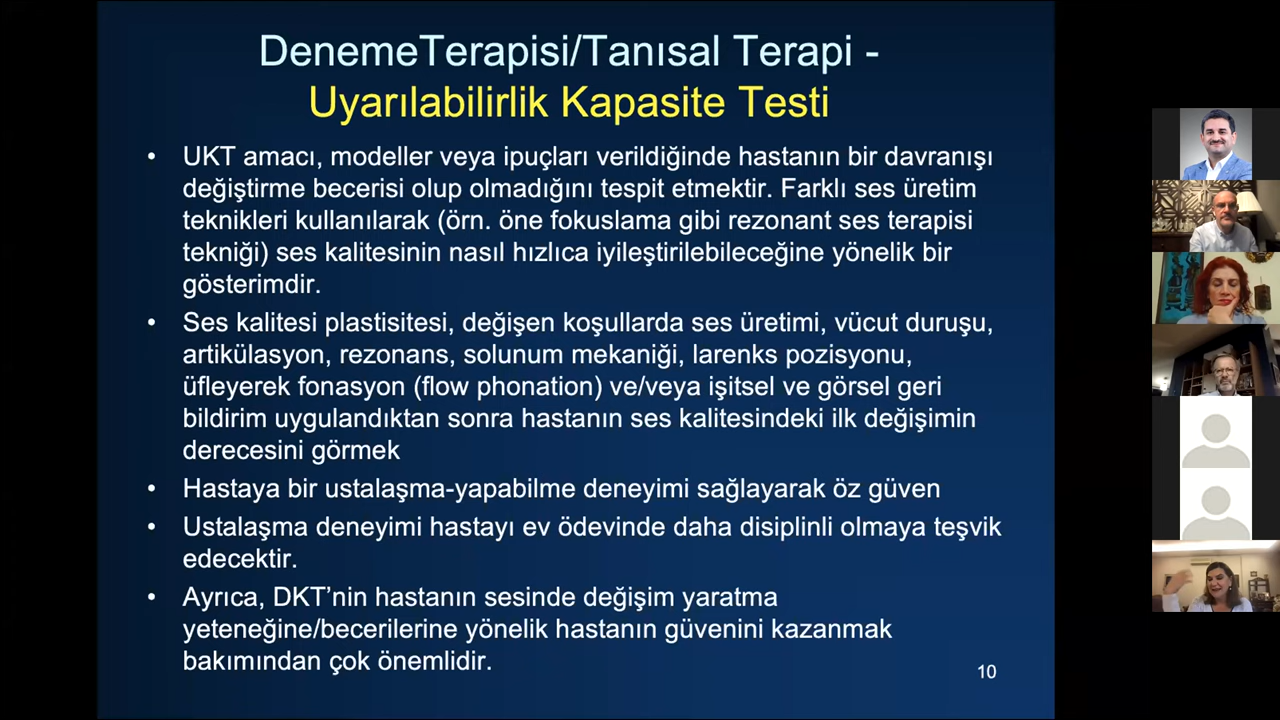 DenemeTerapisi/Tanısal Terapi -
Uyarılabilirlik Kapasite Testi
• UKT amacı, modeller veya ipuçları verildiğinde hastanın bir davranışı
değiştirme becerisi olup olmadığını tespit etmektir. Farklı ses üretim
teknikleri kullanılarak (örn. öne fokuslama gibi rezonant ses terapisi
tekniği) ses kalitesinin nasıl hızlıca iyileştirilebileceğine yönelik bir
gösterimdir.
• Ses kalitesi plastisitesi, değişen koşullarda ses üretimi, vücut duruşu,
artikülasyon, rezonans, solunum mekaniği, larenks pozisyonu,
üfleyerek fonasyon (flow phonation) ve/veya işitsel ve görsel geri
bildirim uygulandıktan sonra hastanın ses kalitesindeki ilk değişimin
derecesini görmek
• Hastaya bir ustalaşma-yapabilme deneyimi sağlayarak öz güven
• Ustalaşma deneyimi hastayı ev ödevinde daha disiplinli olmaya teşvik
edecektir.
• Ayrıca, DKT’nin hastanın sesinde değişim yaratma
yeteneğine/becerilerine yönelik hastanın güvenini kazanmak
bakımından çok önemlidir.
10